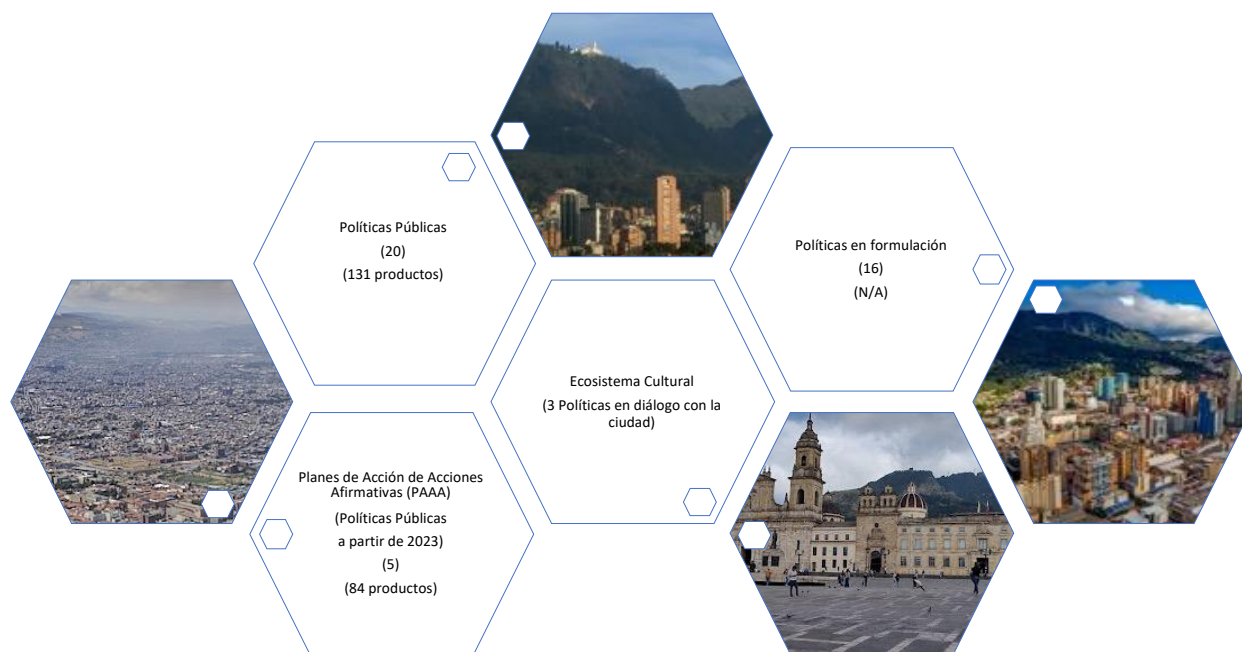 Políticas Públicas
(20)
(131 productos)
Políticas en formulación
(16)
(N/A)
Ecosistema Cultural
(3 Políticas en diálogo con la
ciudad)
Planes de Acción de Acciones
Afirmativas (PAAA)
(Políticas Públicas
a partir de 2023)
(5)
(84 productos)